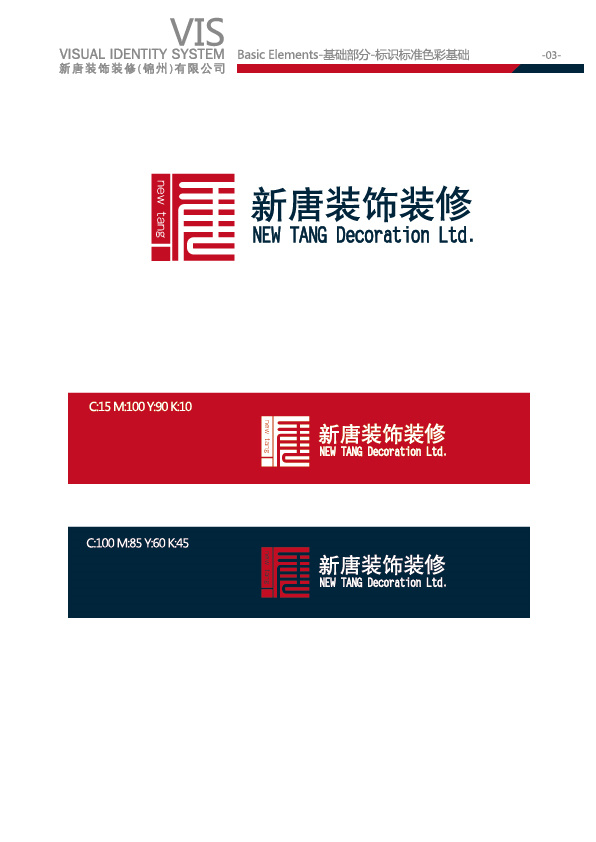 VIS
VISUAL IDENTITY SYSTEM
新唐装饰装修(锦州)有限公司
Basic Elements-基础部分-标识标准色彩基础
-03-
new tang
新唐装饰装修
NEW TANG Decoration Ltd.
C:15 M:100 Y:90 K:10
new tang
新唐装饰装修
NEW TANG Decoration Ltd.
C:100 M:85 Y:60 K:45
new tang
新唐装饰装修
NEW TANG Decoration Ltd.